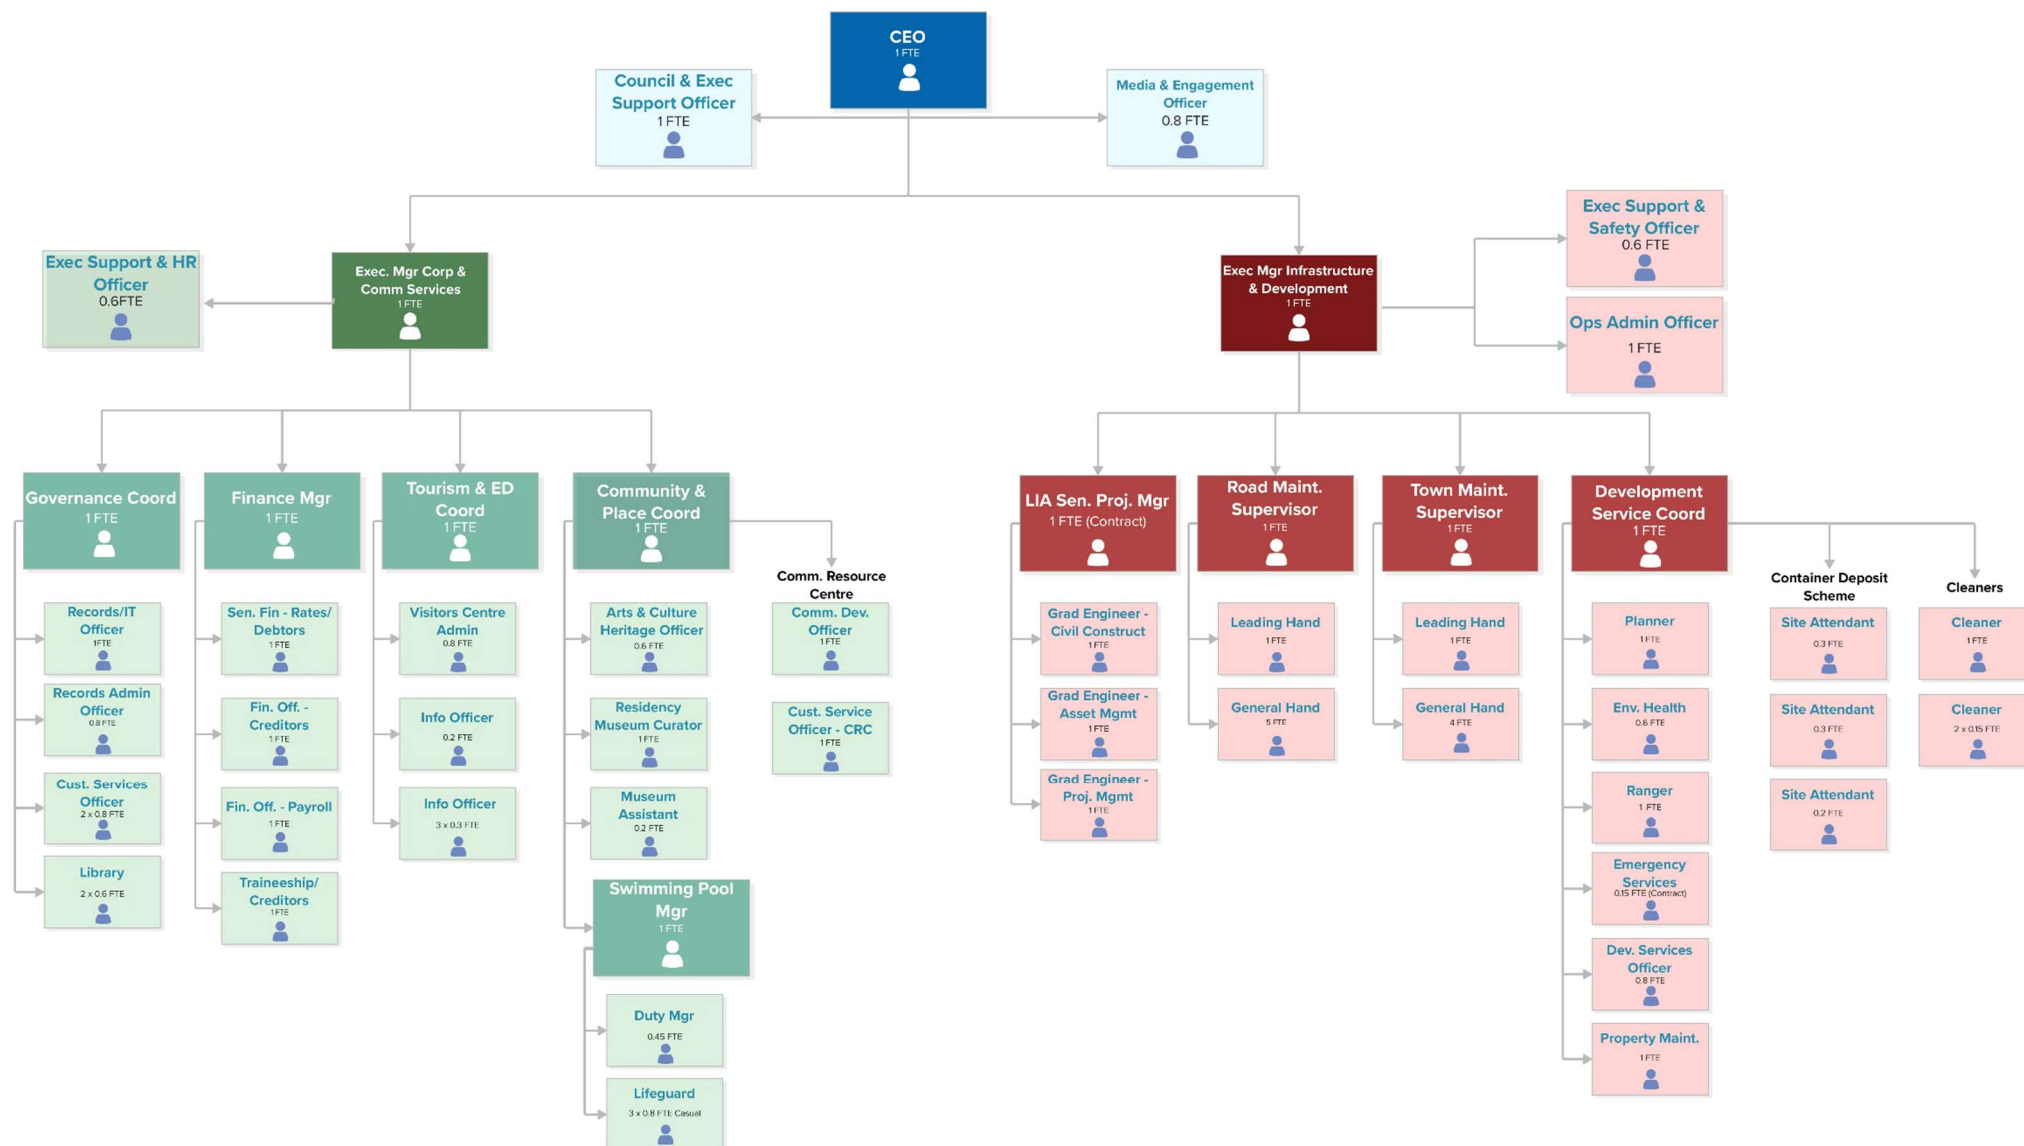 CEO
1 FTE
Council & Exec
Support Officer
1 FTE
Media & Engagement
Officer
0.8 FTE
Exec Support & HR
Officer
0.6FTE
Exec. Mgr Corp &
Comm Services
1 FTE
Exec Mgr Infrastructure
& Development
1 FTE
Exec Support &
Safety Officer
0.6 FTE
Ops Admin Officer
1 FTE
Governance Coord
1 FTE
Records/IT
Officer
1FTE
Records Admin
Officer
0.8 FTE
Cust. Services
Officer
2 x 0.8 FTE
Library
2 x 0.6 FTE
Finance Mgr
1 FTE
Sen. Fin - Rates/
Debtors
1 FTE
Fin. Off. -
Creditors
1 FTE
Fin. Off. - Payroll
1 FTE
Traineeship/
Creditors
1 FTE
Tourism & ED
Coord
1 FTE
Visitors Centre
Admin
0.8 FTE
Info Officer
0.2 FTE
Info Officer
3 x 0.3 FTE
Community &
Place Coord
1 FTE
Arts & Culture
Heritage Officer
0.6 FTE
Residency
Museum Curator
1 FTE
Museum
Assistant
0.2 FTE
Swimming Pool
Mgr
1 FTE
Duty Mgr
0.45 FTE
Lifeguard
3 x 0.8 FTE Casual
Comm. Resource
Centre
Comm. Dev.
Officer
1 FTE
Cust. Service
Officer - CRC
1 FTE
LIA Sen. Proj. Mgr
1 FTE (Contract)
Grad Engineer -
Civil Construct
1 FTE
Grad Engineer -
Asset Mgmt
1 FTE
Grad Engineer -
Proj. Mgmt
1 FTE
Road Maint.
Supervisor
1 FTE
Leading Hand
1 FTE
General Hand
5 FTE
Town Maint.
Supervisor
1 FTE
Leading Hand
1 FTE
General Hand
4 FTE
Development
Service Coord
1 FTE
Planner
1 FTE
Env. Health
0.6 FTE
Ranger
1 FTE
Emergency
Services
0.15 FTE (Contract)
Dev. Services
Officer
0.8 FTE
Property Maint.
1 FTE
Container Deposit
Scheme
Site Attendant
0.3 FTE
Site Attendant
0.3 FTE
Site Attendant
0.2 FTE
Cleaners
Cleaner
1 FTE
Cleaner
2 x 0.15 FTE